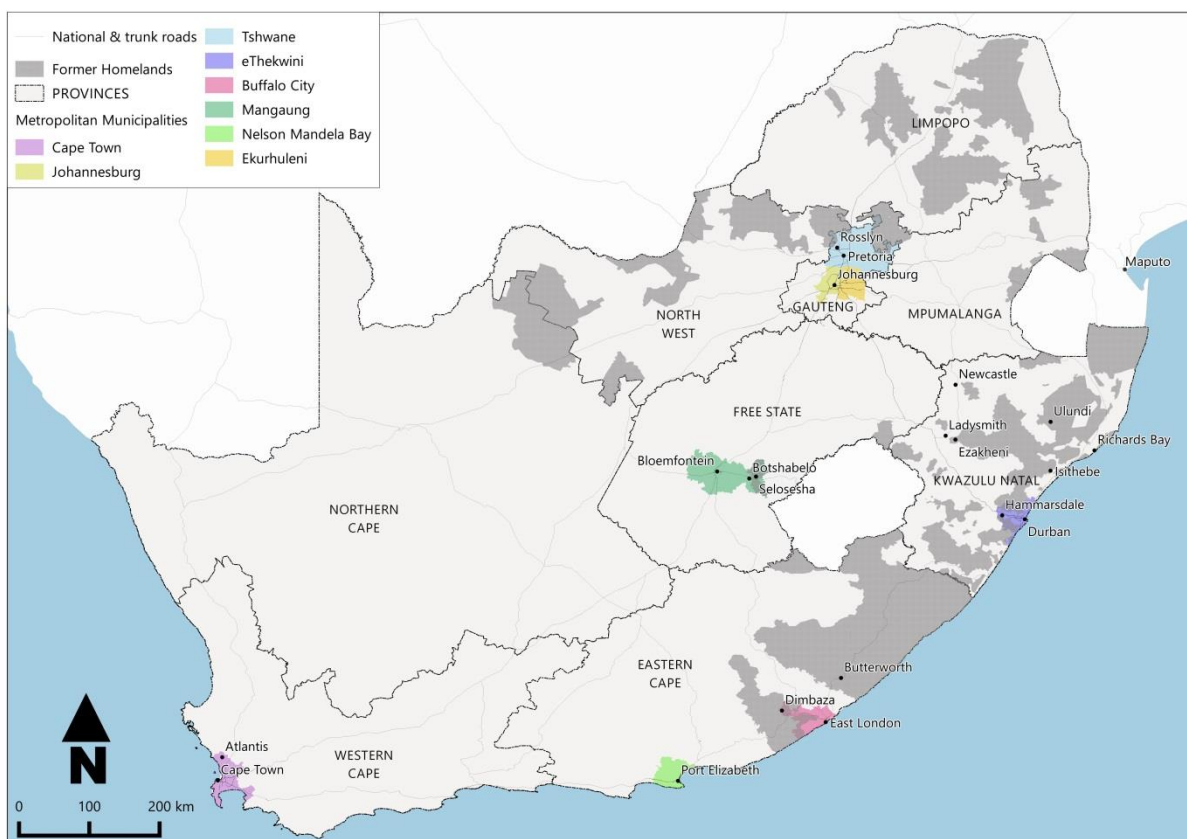 National & trunk roads
Former Homelands
PROVINCES
Metropolitan Municipalities
Cape Town
Johannesburg
Tshwane
eThekwini
Buffalo City
Mangaung
Nelson Mandela Bay
Ekurhuleni
LIMPOPO
Rosslyn
Pretoria
Johannesburg
Maputo
GAUTENG
MPUMALANGA
NORTH
WEST
Newcastle
FREE STATE
Ulundi
Ladysmith
Ezakheni
Richards Bay
Isithebe
Bloemfontein
Botshabelo
Selosesha
KWAZULU NATAL
Hammarsdale
Durban
NORTHERN
CAPE
EASTERN
CAPE
Butterworth
Dimbaza
East London
Atlantis
Cape Town
WESTERN
CAPE
Port Elizabeth
N
0 100 200 km